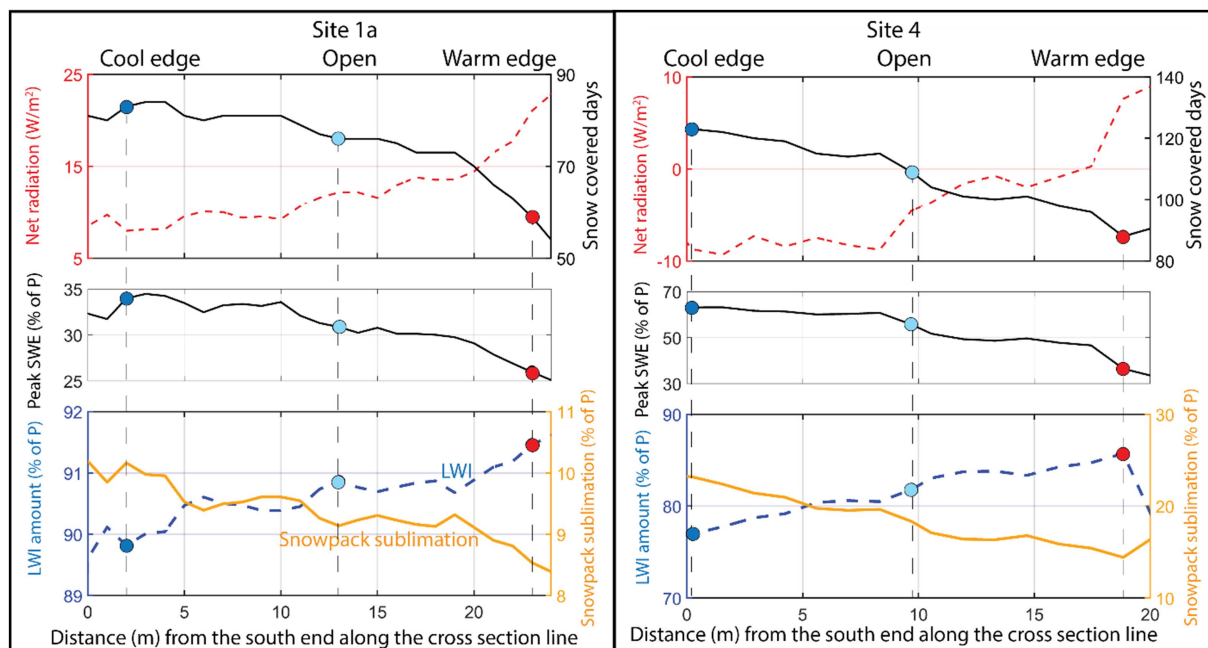 Site 1a
Cool edge Open Warm edge
Net radiation (W/m²)
25
15
5
Snow covered days
90
70
50
Peak SWE (% of P)
35
30
25
LWI amount (% of P)
92
91
90
89
Snowpack sublimation (% of P)
11
10
9
8
LWI
Snowpack sublimation
0 5 10 15 20
Distance (m) from the south end along the cross section line
Site 4
Cool edge Open Warm edge
Net radiation (W/m²)
10
0
-10
Snow covered days
140
120
100
80
Peak SWE (% of P)
70
50
30
LWI amount (% of P)
90
80
70
Snowpack sublimation (% of P)
30
20
10
0 5 10 15 20
Distance (m) from the south end along the cross section line